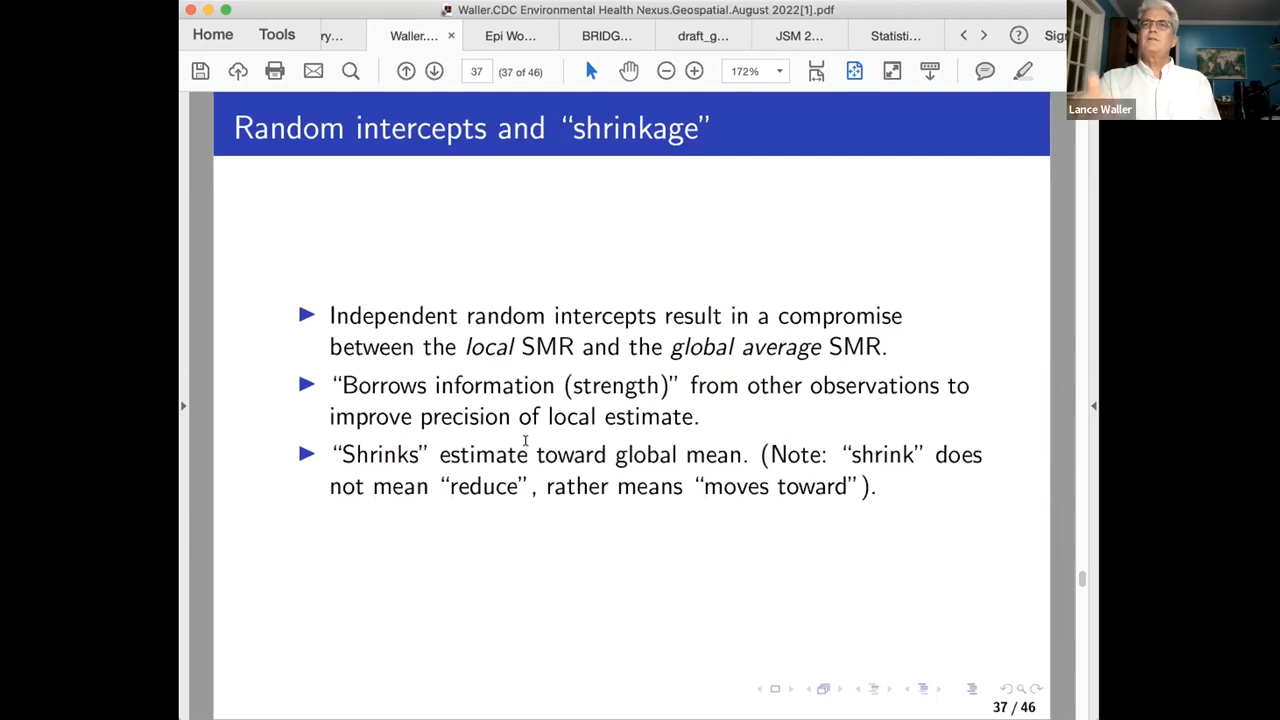 Waller.CDC Environmental Health Nexus.Geospatial.August 2022[1].pdf
Home Tools ry... Waller.... × Epi Wo... BRIDG... draft_g... JSM 2... Statisti... Sig
37 (37 of 46) 172%
Lance Waller
Random intercepts and “shrinkage”
Independent random intercepts result in a compromise
between the local SMR and the global average SMR.
“Borrows information (strength)” from other observations to
improve precision of local estimate.
“Shrinks” estimate toward global mean. (Note: “shrink” does
not mean “reduce”, rather means “moves toward”).
37 / 46